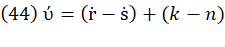 (44) ύ = (ṙ − ṡ) + (k − n)